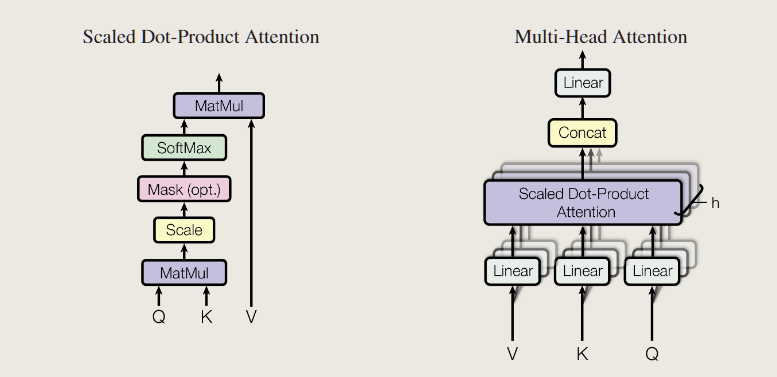 Scaled Dot-Product Attention
MatMul
SoftMax
Mask (opt.)
Scale
MatMul
Q K V
Multi-Head Attention
Linear
Concat
Scaled Dot-Product
Attention
h
Linear Linear Linear
V K Q